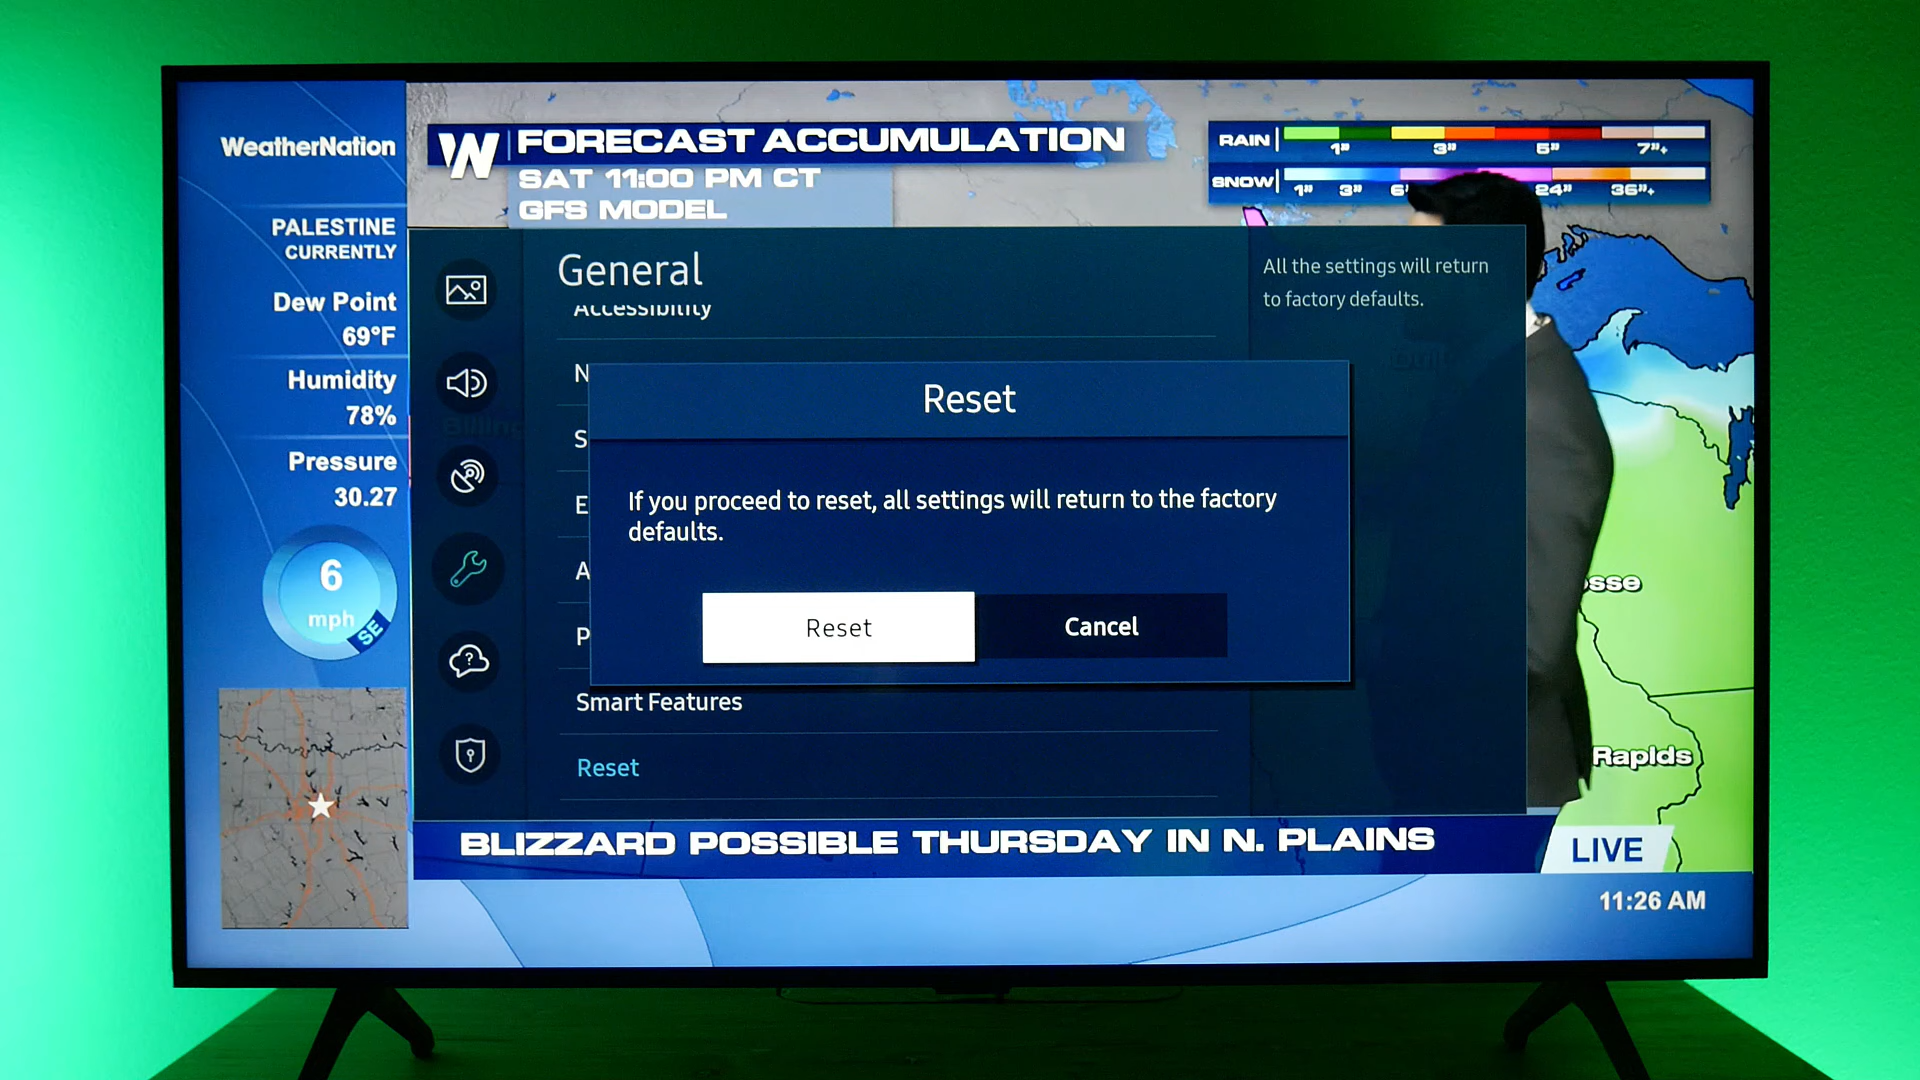 WeatherNation
PALESTINE
CURRENTLY
Dew Point
69°F
Humidity
78%
Pressure
30.27
6
mph
SE
W FORECAST ACCUMULATION
SAT 11:00 PM CT
GFS MODEL
RAIN 1" 3" 5" 7"+
SNOW 1" 3" 6" 24" 36"+
General
Accessibility
N
S
E
A
P
Smart Features
Reset
All the settings will return
to factory defaults.
Reset
If you proceed to reset, all settings will return to the factory
defaults.
Reset Cancel
sse
Rapids
BLIZZARD POSSIBLE THURSDAY IN N. PLAINS
LIVE
11:26 AM